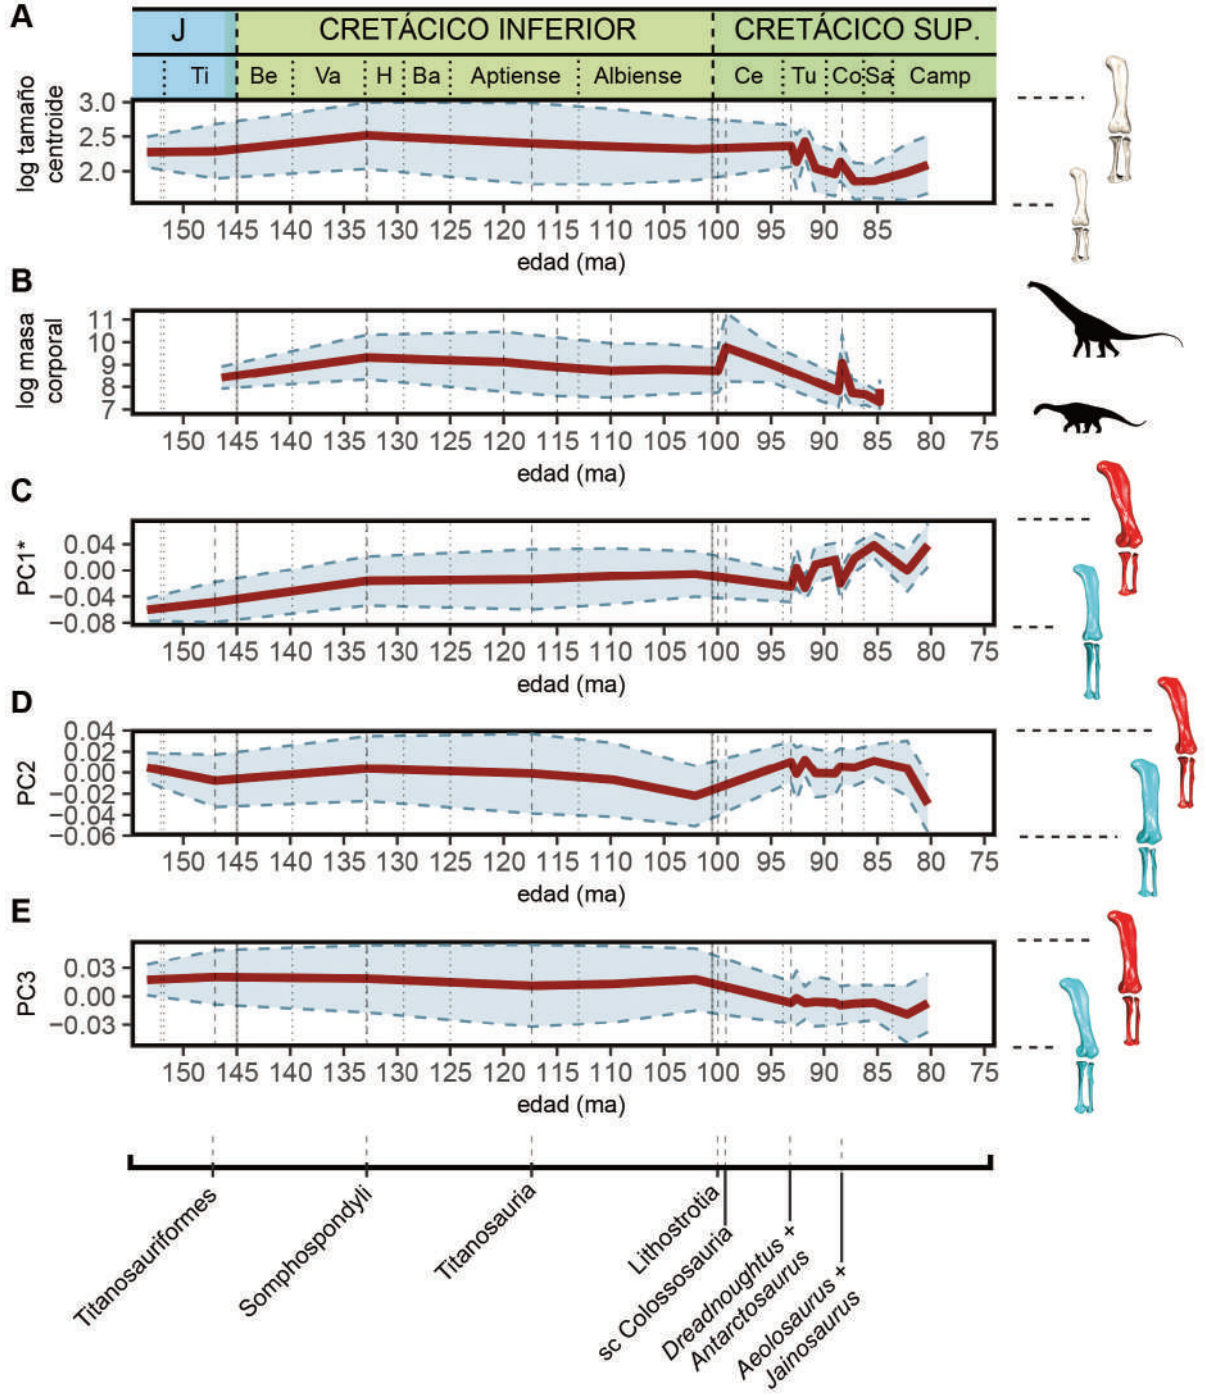 A
J CRETÁCICO INFERIOR CRETÁCICO SUP.
Ti Be Va H Ba Aptiense Albiense Ce Tu Co Sa Camp
log tamaño
centroide
3.0
2.5
2.0
150 145 140 135 130 125 120 115 110 105 100 95 90 85
edad (ma)
B
log masa
corporal
11
10
9
8
7
150 145 140 135 130 125 120 115 110 105 100 95 90 85 80 75
edad (ma)
C
PC1*
0.04
0.00
−0.04
−0.08
150 145 140 135 130 125 120 115 110 105 100 95 90 85 80 75
edad (ma)
D
PC2
0.04
0.02
0.00
−0.02
−0.04
−0.06
150 145 140 135 130 125 120 115 110 105 100 95 90 85 80 75
edad (ma)
E
PC3
0.03
0.00
−0.03
150 145 140 135 130 125 120 115 110 105 100 95 90 85 80 75
edad (ma)
Titanosauriformes
Somphospondyli
Titanosauria
Lithostrotia
sc Colossosauria
Dreadnoughtus +
Antarctosaurus
Aeolosaurus +
Jainosaurus